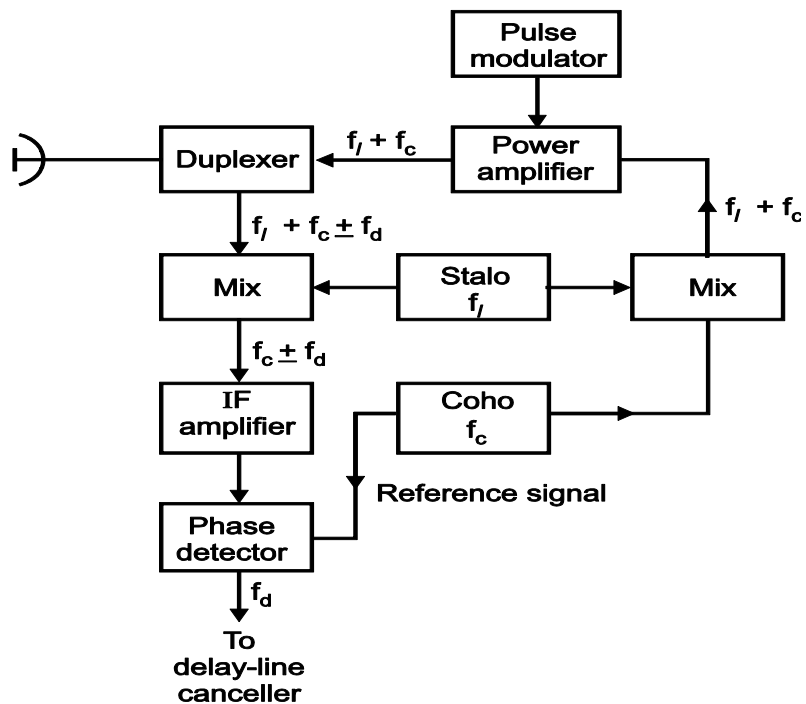 Pulse
modulator
Duplexer
f_l + f_c
Power
amplifier
f_l + f_c ± f_d
f_l + f_c
Mix
Stalo
f_l
Mix
f_c ± f_d
IF
amplifier
Coho
f_c
Reference signal
Phase
detector
f_d
To
delay-line
canceller